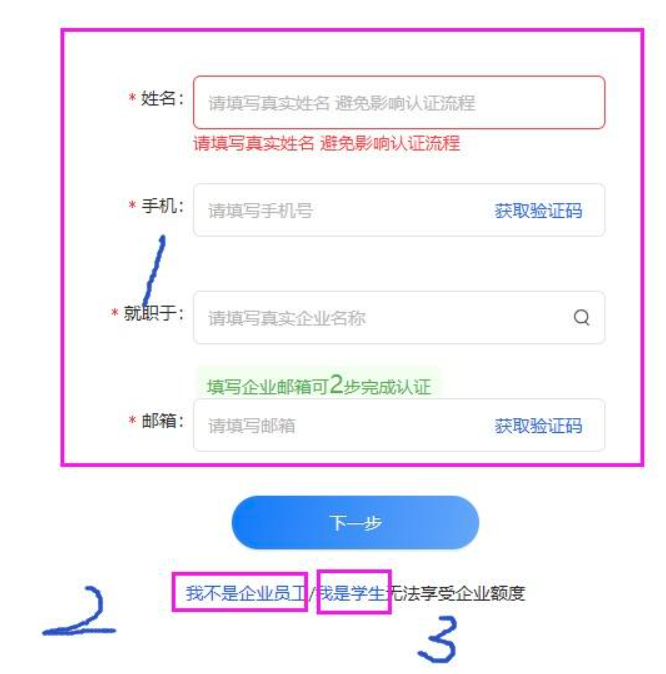 * 姓名： 请填写真实姓名 避免影响认证流程
请填写真实姓名 避免影响认证流程
* 手机： 请填写手机号 获取验证码
1
* 就职于： 请填写真实企业名称
填写企业邮箱可2步完成认证
* 邮箱： 请填写邮箱 获取验证码
下一步
2 我不是企业员工/我是学生无法享受企业额度
3